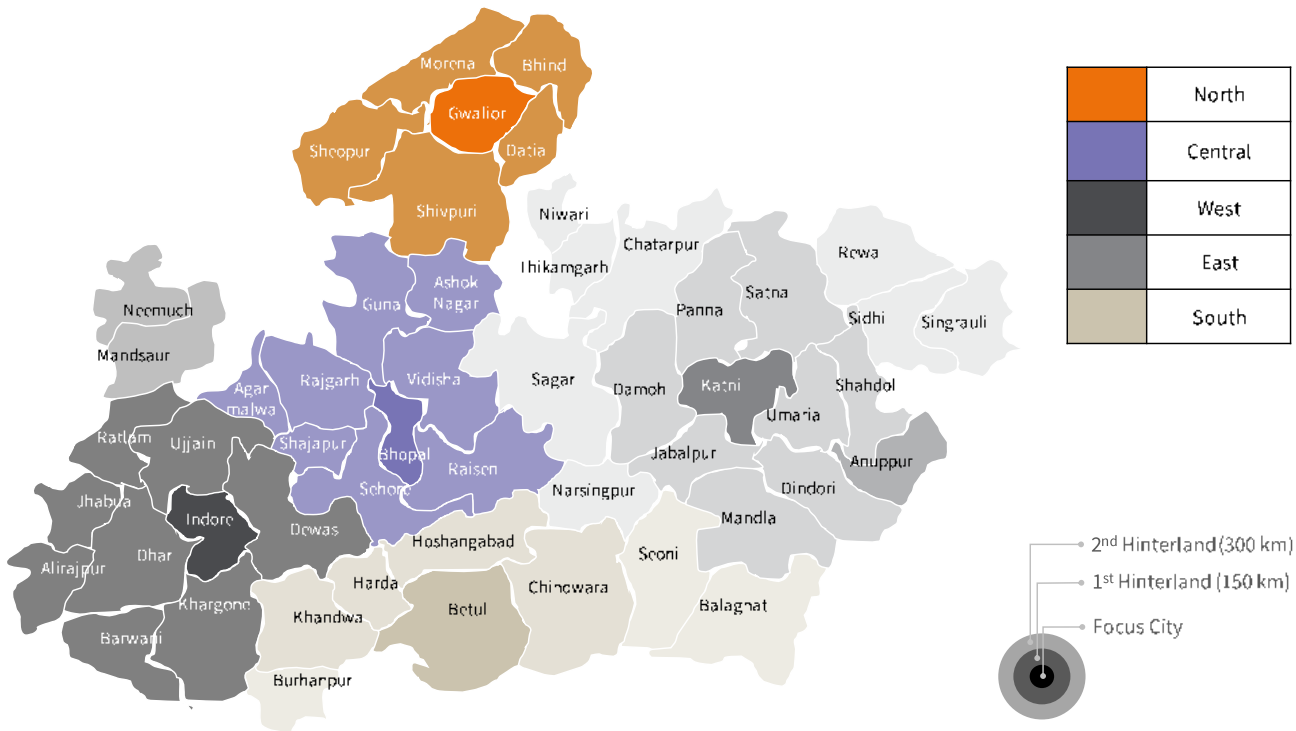 Morena
Bhind
Gwalior
Sheopur
Datia
Shivpuri
Niwari
Chatarpur
Thikamgarh
Rewa
Satna
Panna
Sidhi
Singrauli
Ashok
Nagar
Guna
Neemuch
Mandsaur
Rajgarh
Vidisha
Agar
malwa
Sagar
Damoh
Katni
Shahdol
Umaria
Ratlam
Ujjain
Shajapur
Bhopal
Raisen
Jabalpur
Anuppur
Sehore
Narsingpur
Dindori
Jhabua
Indore
Dewas
Mandla
Hoshangabad
Seoni
Dhar
Alirajpur
Harda
Chindwara
Khargone
Khandwa
Betul
Balaghat
Barwani
Burhanpur
North
Central
West
East
South
2nd Hinterland (300 km)
1st Hinterland (150 km)
Focus City